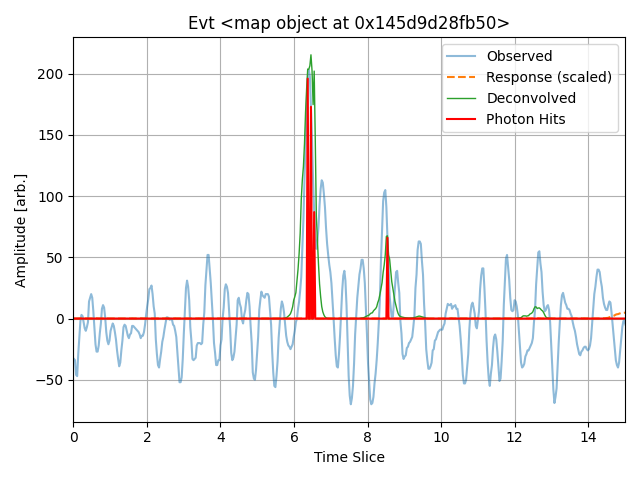 Evt <map object at 0x145d9d28fb50>
Observed
Response (scaled)
Deconvolved
Photon Hits
Amplitude [arb.]
200
150
100
50
0
−50
0 2 4 6 8 10 12 14
Time Slice